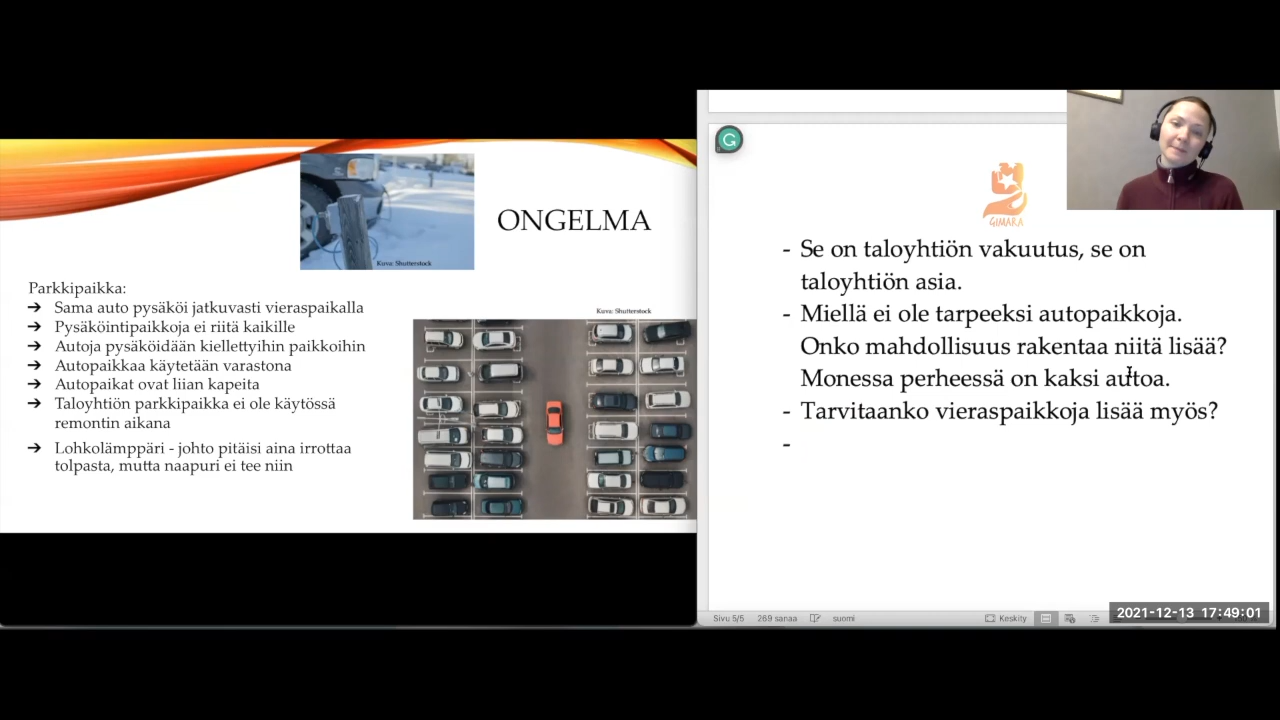 Kuva: Shutterstock
ONGELMA
Parkkipaikka:
➔ Sama auto pysäköi jatkuvasti vieraspaikalla
➔ Pysäköintipaikkoja ei riitä kaikille
➔ Autoja pysäköidään kiellettyihin paikkoihin
➔ Autopaikkaa käytetään varastona
➔ Autopaikat ovat liian kapeita
➔ Taloyhtiön parkkipaikka ei ole käytössä
remontin aikana
➔ Lohkolämppäri - johto pitäisi aina irrottaa
tolpasta, mutta naapuri ei tee niin
Kuva: Shutterstock
G
GIMARA
- Se on taloyhtiön vakuutus, se on
taloyhtiön asia.
- Miellä ei ole tarpeeksi autopaikkoja.
Onko mahdollisuus rakentaa niitä lisää?
Monessa perheessä on kaksi autoa.
- Tarvitaanko vieraspaikkoja lisää myös?
-
Sivu 5/5 269 sanaa suomi Keskity
2021-12-13 17:49:01